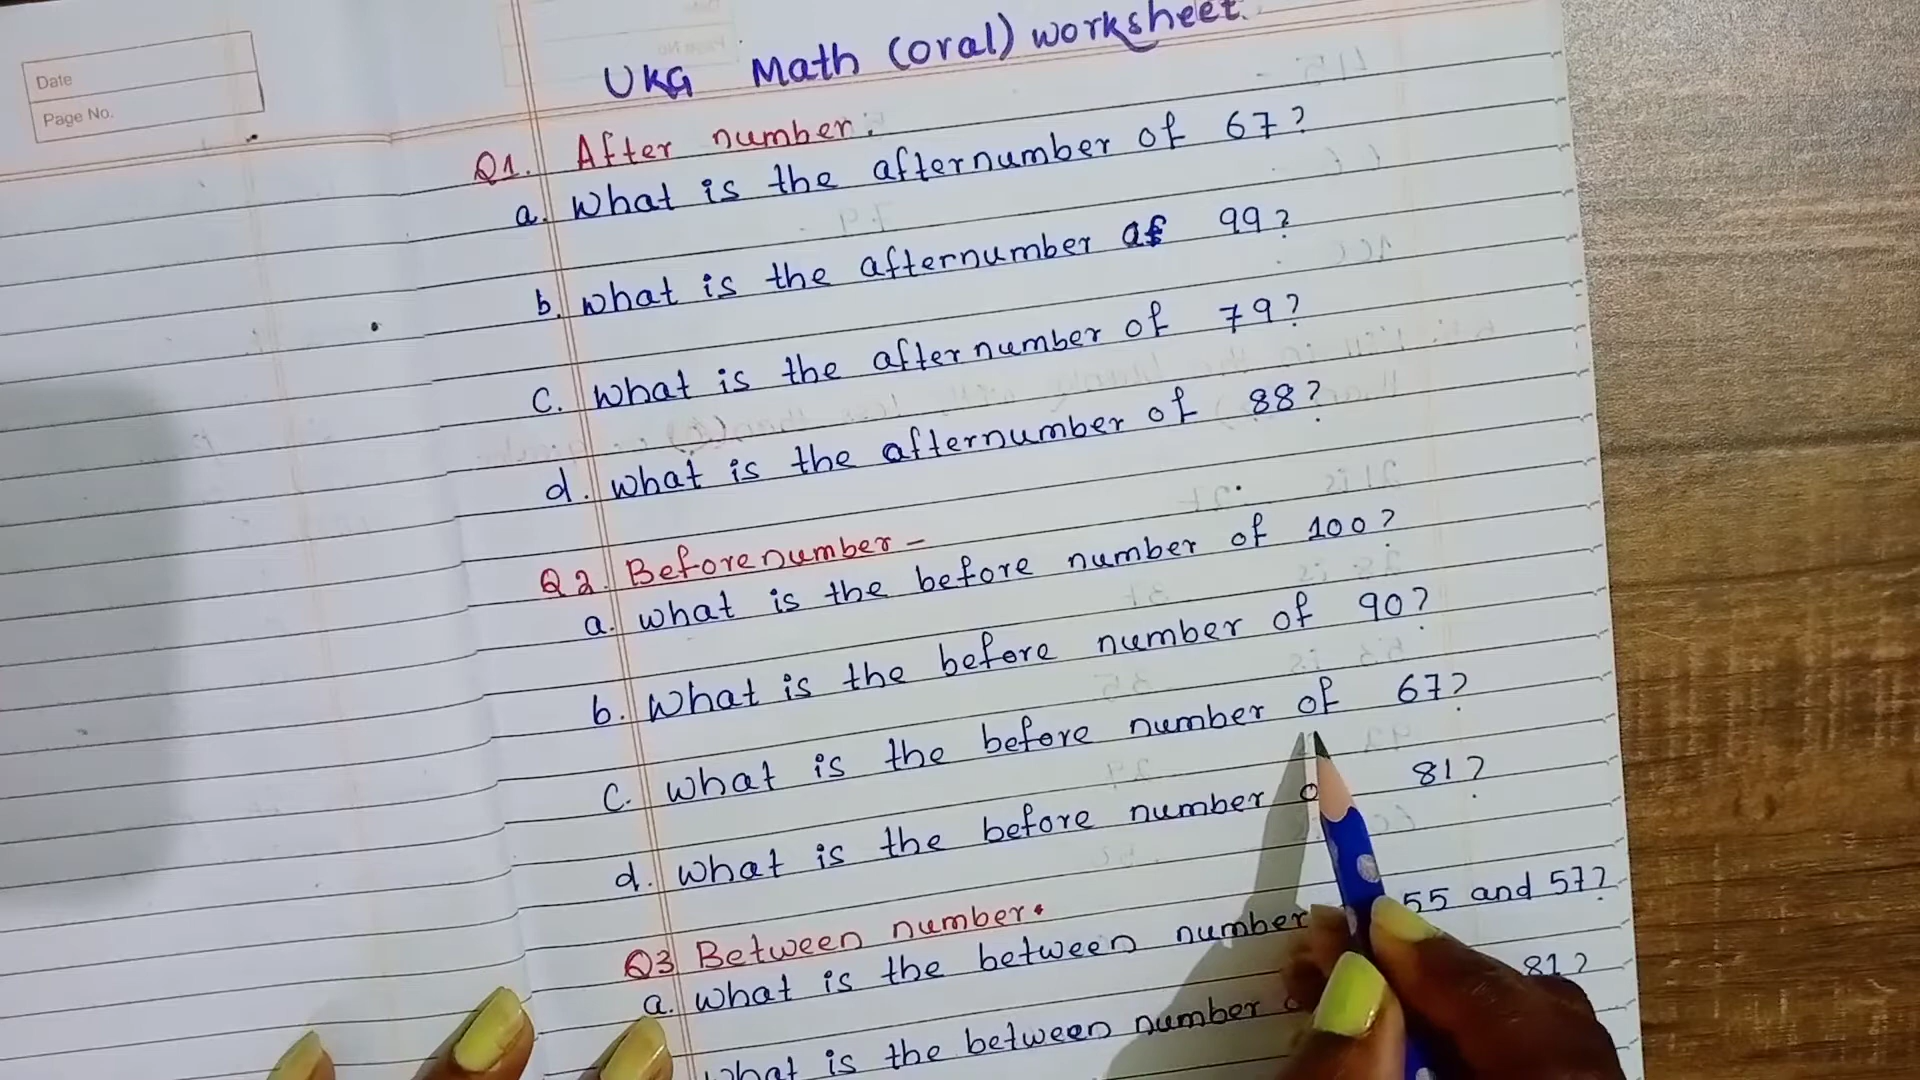 Date
Page No.
UKG Math (oral) worksheet.
Q1. After number:
a. What is the afternumber of 67?
b. what is the afternumber of 99?
c. what is the afternumber of 79?
d. what is the afternumber of 88?
Q2. Beforenumber-
a. what is the before number of 100?
b. What is the before number of 90?
c. what is the before number of 67?
d. what is the before number 81?
Q3 Between number.
a. what is the between number 55 and 57?
what is the between number 81?